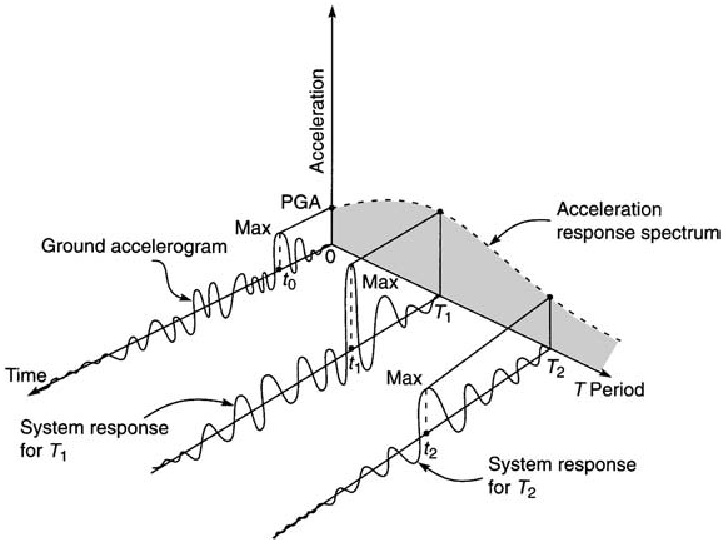 Acceleration
PGA
Max
Ground accelerogram
t0
0
Acceleration
response spectrum
Max
T1
t1
Time
Max
T2
T Period
System response
for T1
t2
System response
for T2